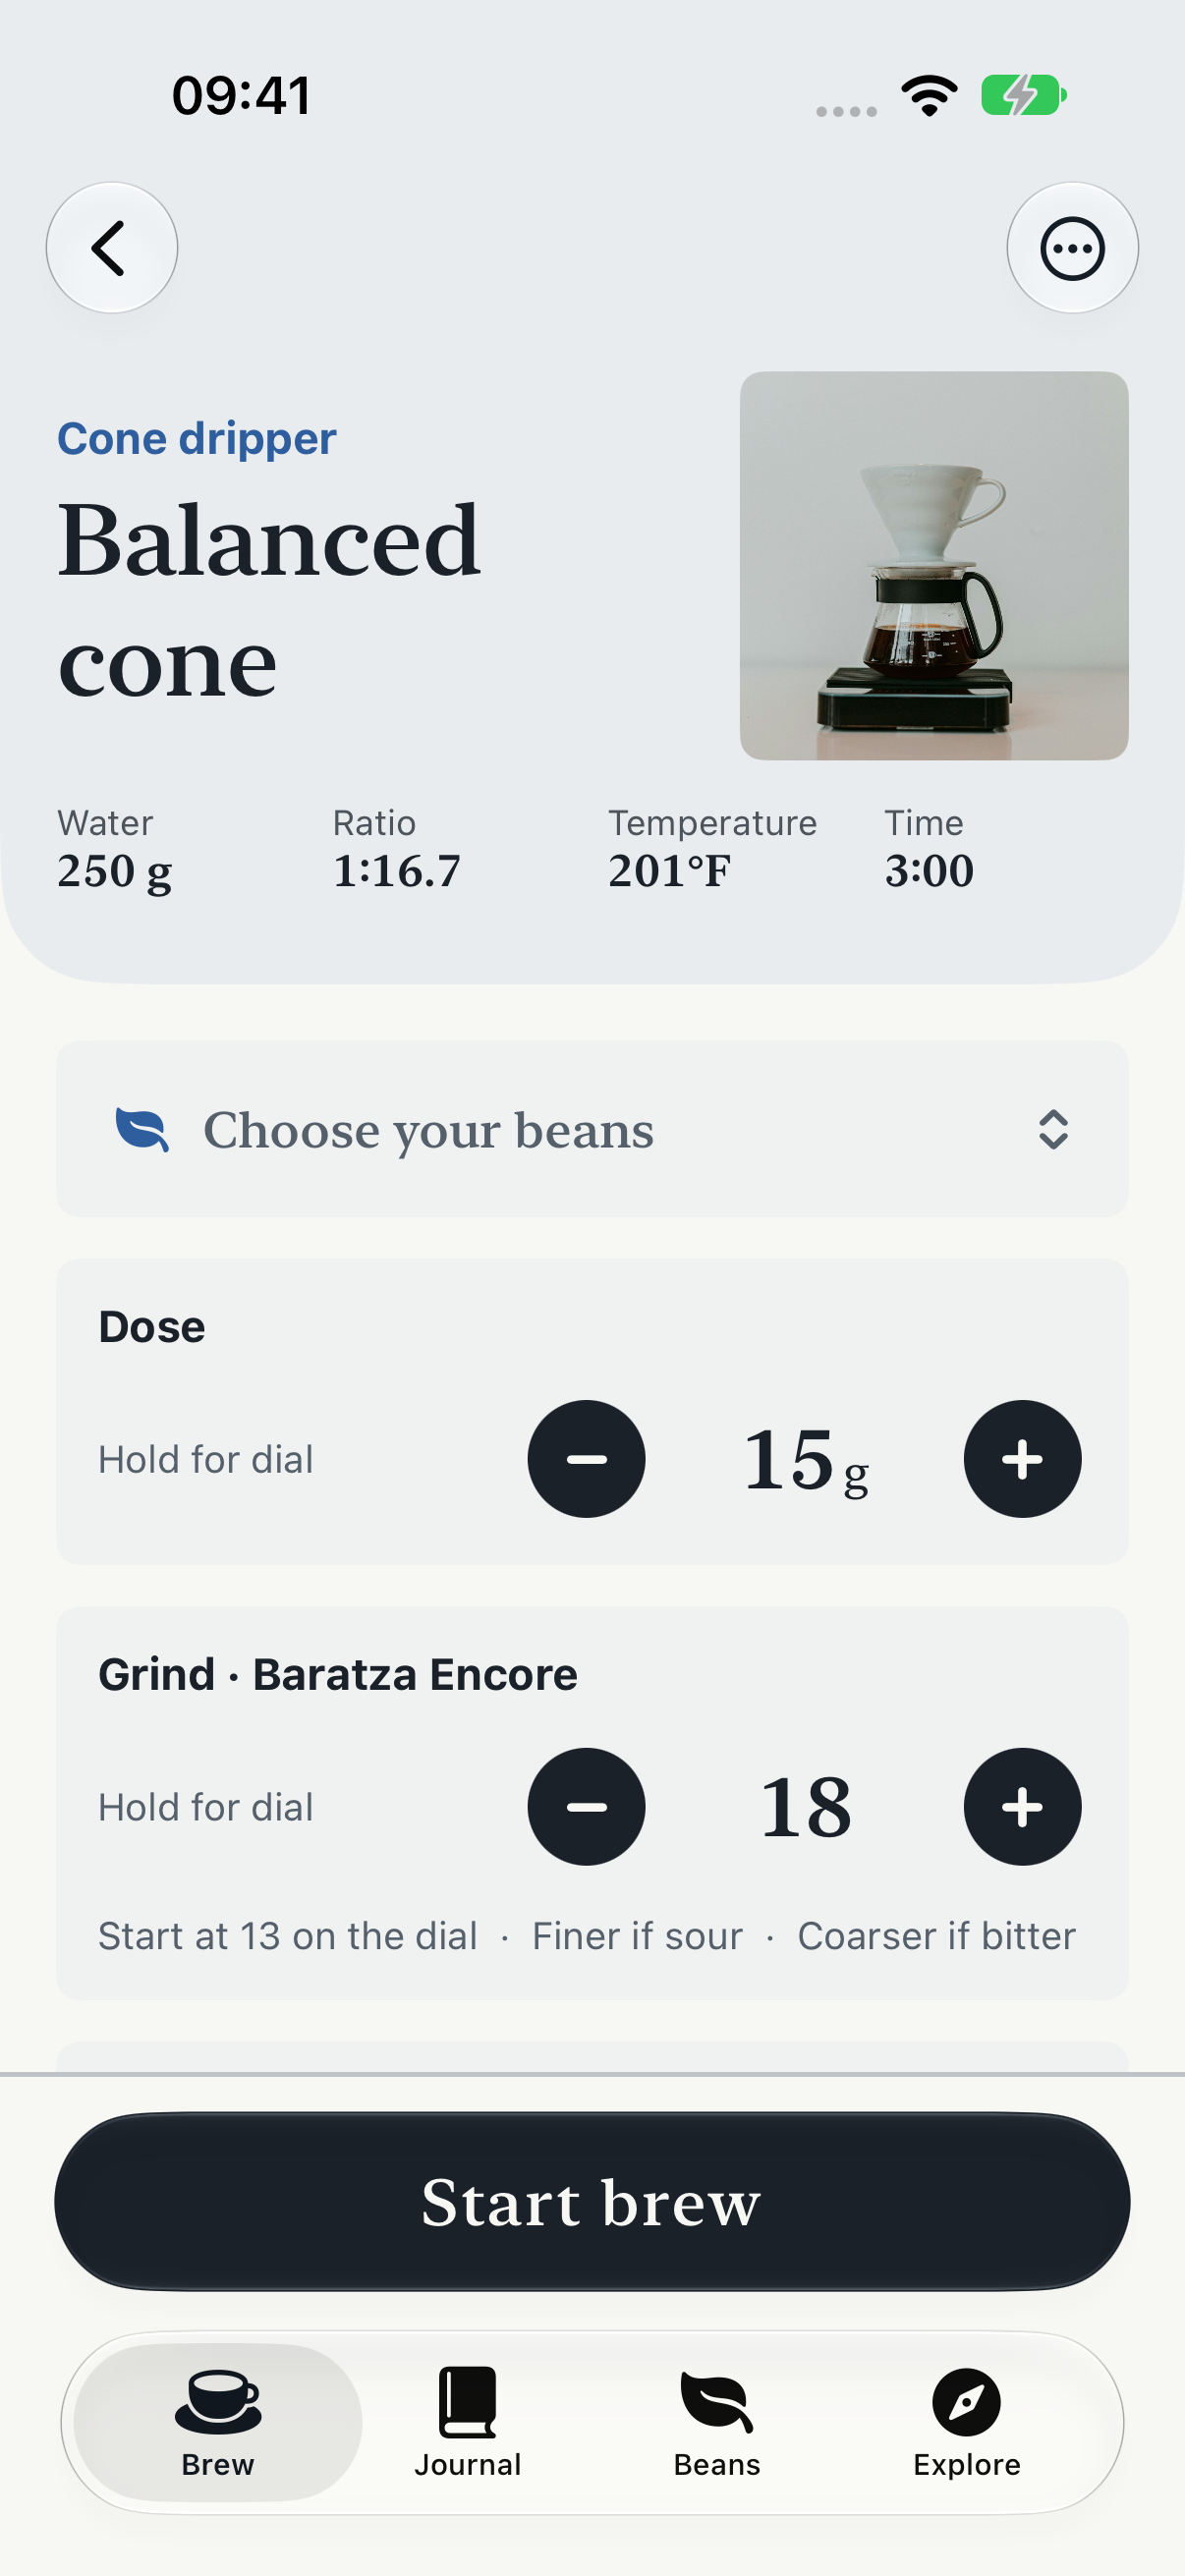 09:41
Cone dripper
Balanced
cone
Water
250 g
Ratio
1:16.7
Temperature
201°F
Time
3:00
Choose your beans
Dose
Hold for dial
15 g
Grind · Baratza Encore
Hold for dial
18
Start at 13 on the dial · Finer if sour · Coarser if bitter
Start brew
Brew
Journal
Beans
Explore